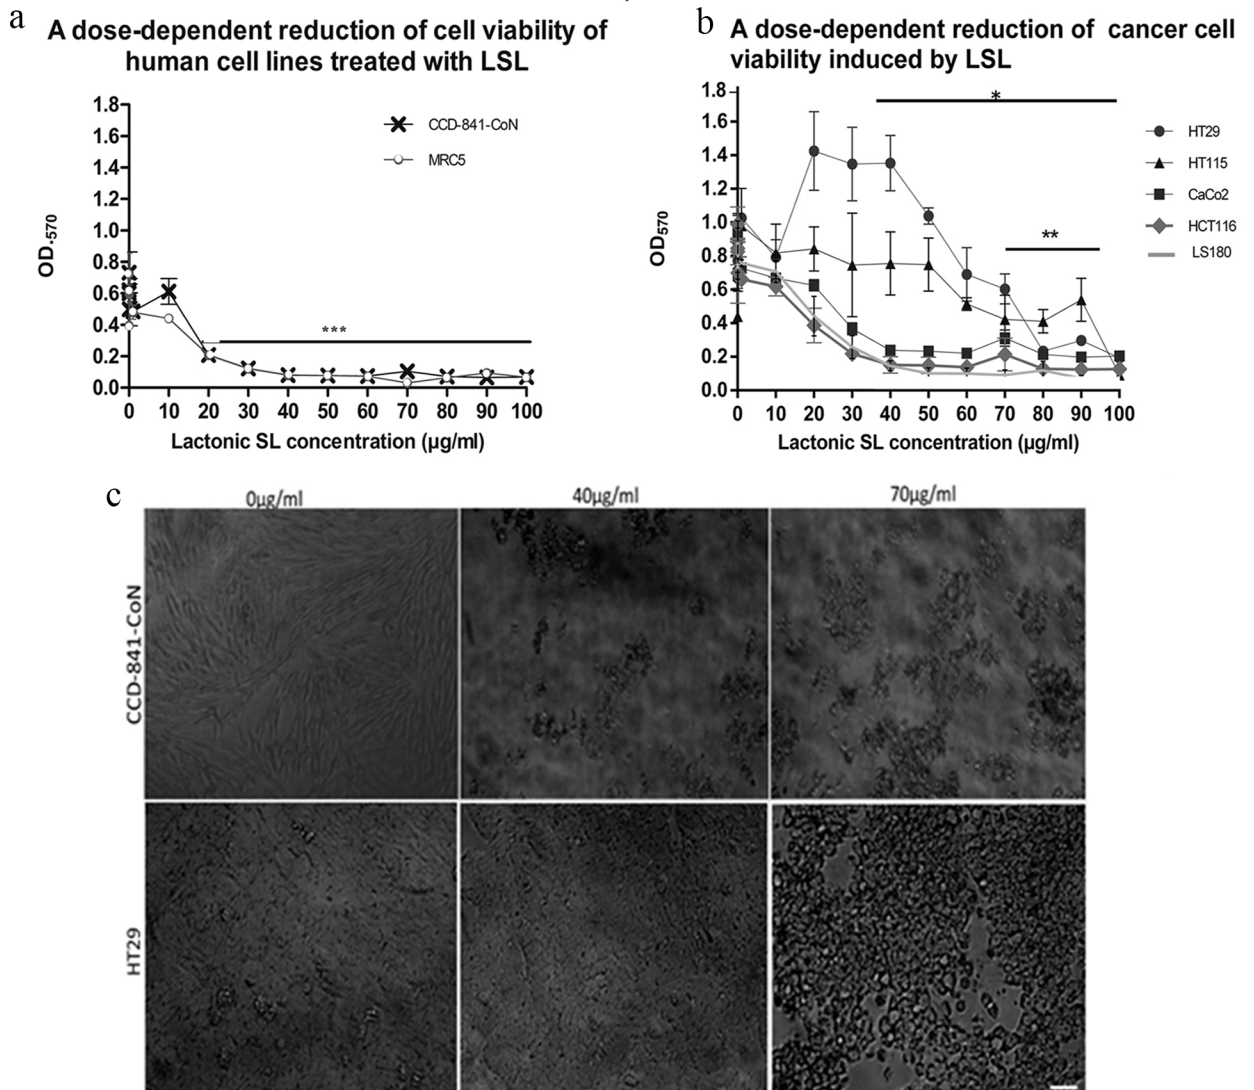 a
A dose-dependent reduction of cell viability of
human cell lines treated with LSL
1.8
1.6
1.4
1.2
1.0
0.8
0.6
0.4
0.2
0.0
OD-570
CCD-841-CoN
MRC5
***
0 10 20 30 40 50 60 70 80 90 100
Lactonic SL concentration (µg/ml)
b
A dose-dependent reduction of cancer cell
viability induced by LSL
1.8
1.6
1.4
1.2
1.0
0.8
0.6
0.4
0.2
0.0
OD570
*
**
HT29
HT115
CaCo2
HCT116
LS180
0 10 20 30 40 50 60 70 80 90 100
Lactonic SL concentration (µg/ml)
c
0µg/ml 40µg/ml 70µg/ml
CCD-841-CoN
HT29